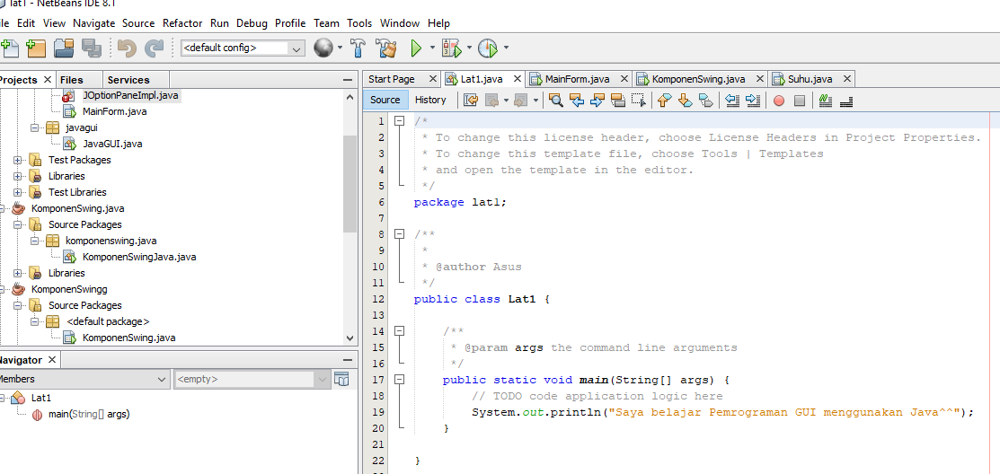 lat1 - NetBeans IDE 8.1
ile Edit View Navigate Source Refactor Run Debug Profile Team Tools Window Help
<default config>
Projects Files Services
JOptionPaneImpl.java
MainForm.java
javagui
JavaGUI.java
Test Packages
Libraries
Test Libraries
KomponenSwing.java
Source Packages
komponenswing.java
KomponenSwingJava.java
Libraries
KomponenSwingg
Source Packages
<default package>
KomponenSwing.java
Navigator
Members <empty>
Lat1
main(String[] args)
Start Page Lat1.java MainForm.java KomponenSwing.java Suhu.java
Source History
1 /*
2 * To change this license header, choose License Headers in Project Properties.
3 * To change this template file, choose Tools | Templates
4 * and open the template in the editor.
5 */
6 package lat1;
7
8 /**
9 *
10 * @author Asus
11 */
12 public class Lat1 {
13
14 /**
15 * @param args the command line arguments
16 */
17 public static void main(String[] args) {
18 // TODO code application logic here
19 System.out.println("Saya belajar Pemrograman GUI menggunakan Java^^");
20 }
21
22 }